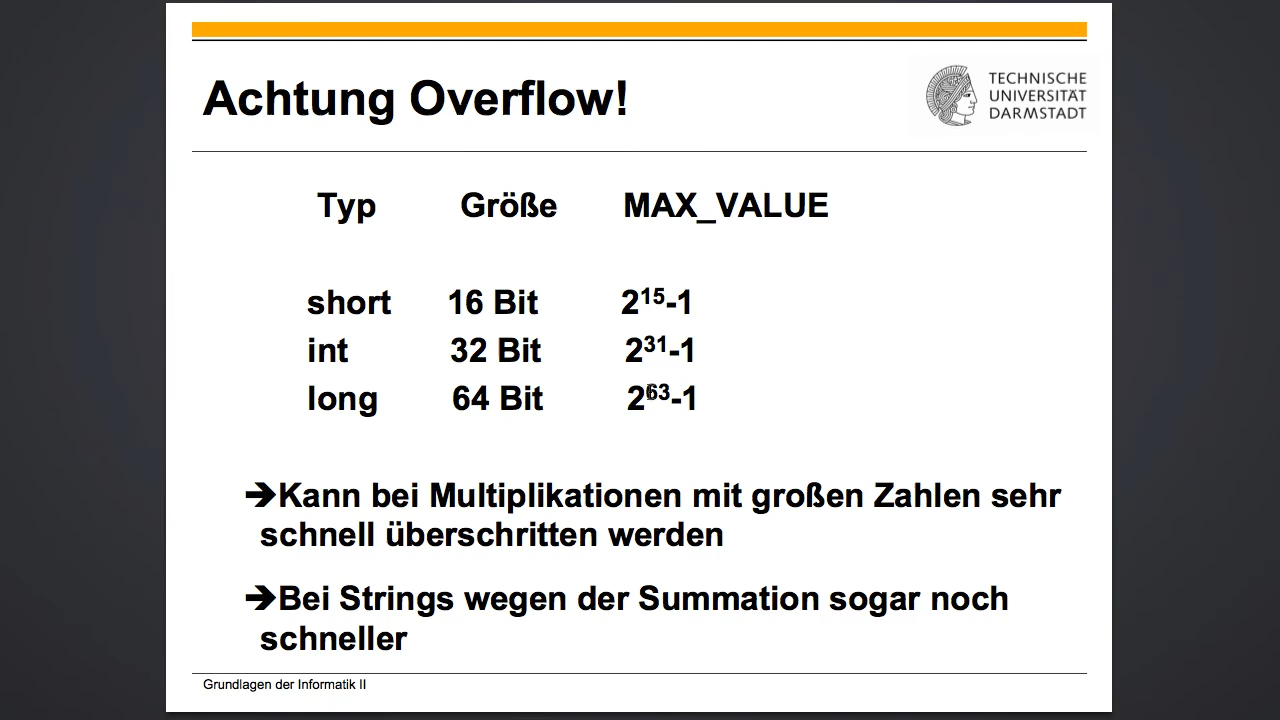 Achtung Overflow!
TECHNISCHE
UNIVERSITÄT
DARMSTADT
Typ Größe MAX_VALUE
short 16 Bit 2¹⁵-1
int 32 Bit 2³¹-1
long 64 Bit 2⁶³-1
➔Kann bei Multiplikationen mit großen Zahlen sehr
schnell überschritten werden
➔Bei Strings wegen der Summation sogar noch
schneller
Grundlagen der Informatik II